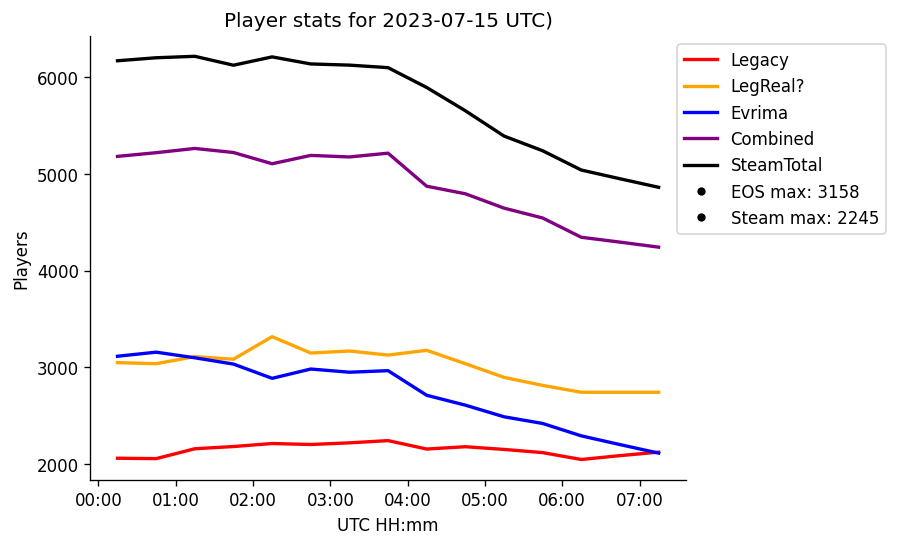 Player stats for 2023-07-15 UTC)
Legacy
LegReal?
Evrima
Combined
SteamTotal
EOS max: 3158
Steam max: 2245
Players
6000
5000
4000
3000
2000
00:00 01:00 02:00 03:00 04:00 05:00 06:00 07:00
UTC HH:mm